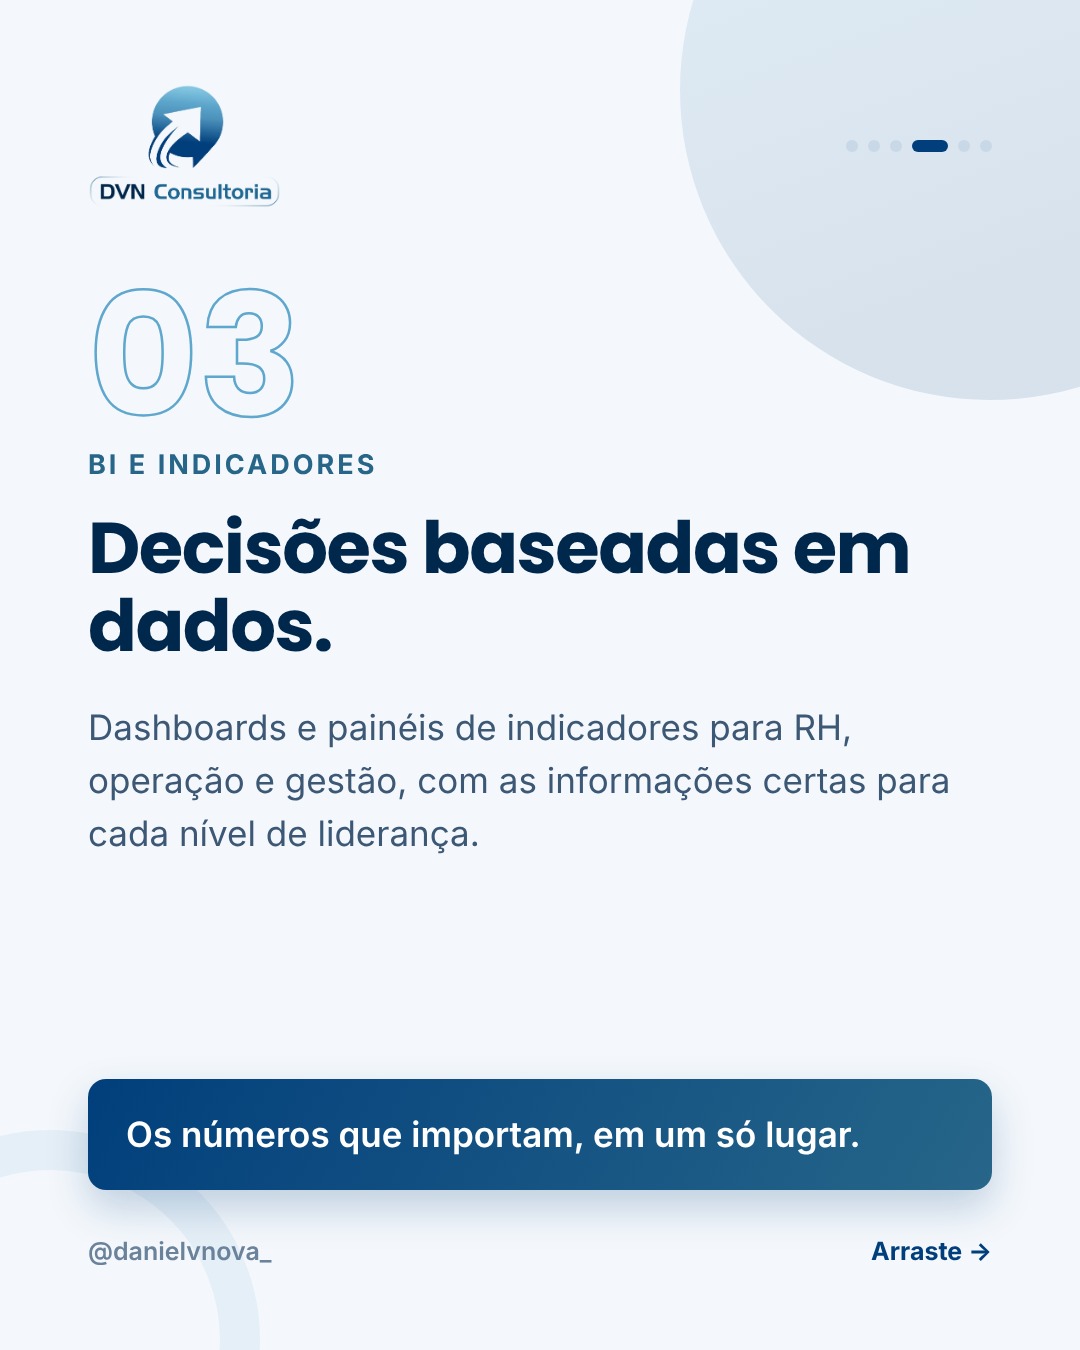 DVN Consultoria
03
BI E INDICADORES
Decisões baseadas em
dados.
Dashboards e painéis de indicadores para RH,
operação e gestão, com as informações certas para
cada nível de liderança.
Os números que importam, em um só lugar.
@danielvnova_
Arraste →